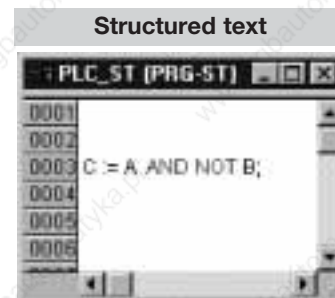 Structured text
PLC_ST (PRG-ST)
0001
0002
0003 C := A AND NOT B;
0004
0005
0006